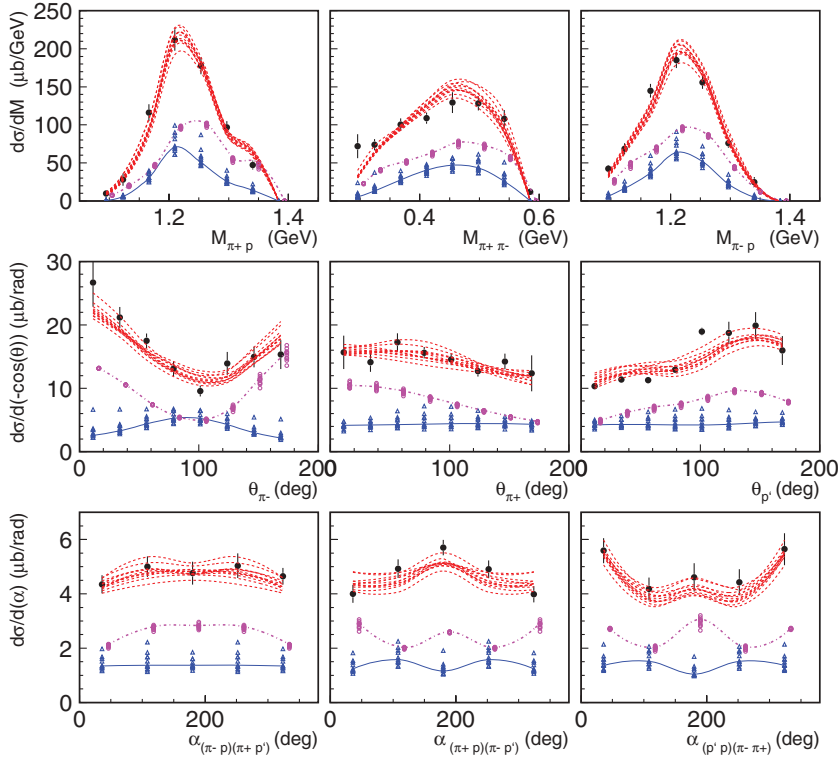 dσ/dM (μb/GeV)
250
200
150
100
50
0
1.2 1.4
M π+ p (GeV)
0.4 0.6
M π+ π- (GeV)
1.2 1.4
M π- p (GeV)
dσ/d(-cos(θ)) (μb/rad)
30
20
10
0
0 100 200
θ π- (deg)
0 100 200
θ π+ (deg)
0 100 200
θ p' (deg)
dσ/d(α) (μb/rad)
6
4
2
0
0 200
α (π- p)(π+ p') (deg)
200
α (π+ p)(π- p') (deg)
0 200
α (p' p)(π- π+) (deg)